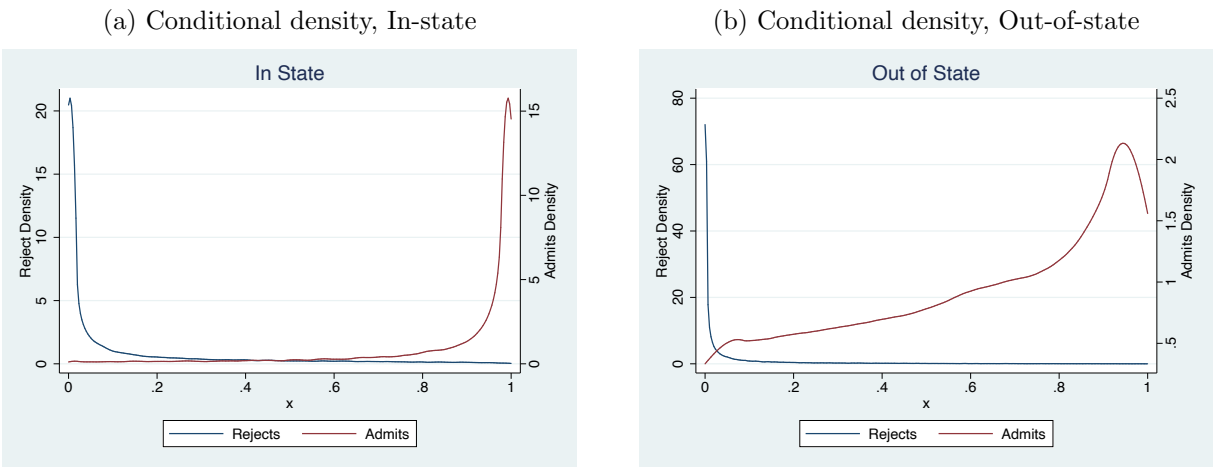 (a) Conditional density, In-state
In State
Reject Density
0
5
10
15
20
Admits Density
0
5
10
15
0
.2
.4
.6
.8
1
x
Rejects
Admits
(b) Conditional density, Out-of-state
Out of State
Reject Density
0
20
40
60
80
Admits Density
.5
1
1.5
2
2.5
0
.2
.4
.6
.8
1
x
Rejects
Admits